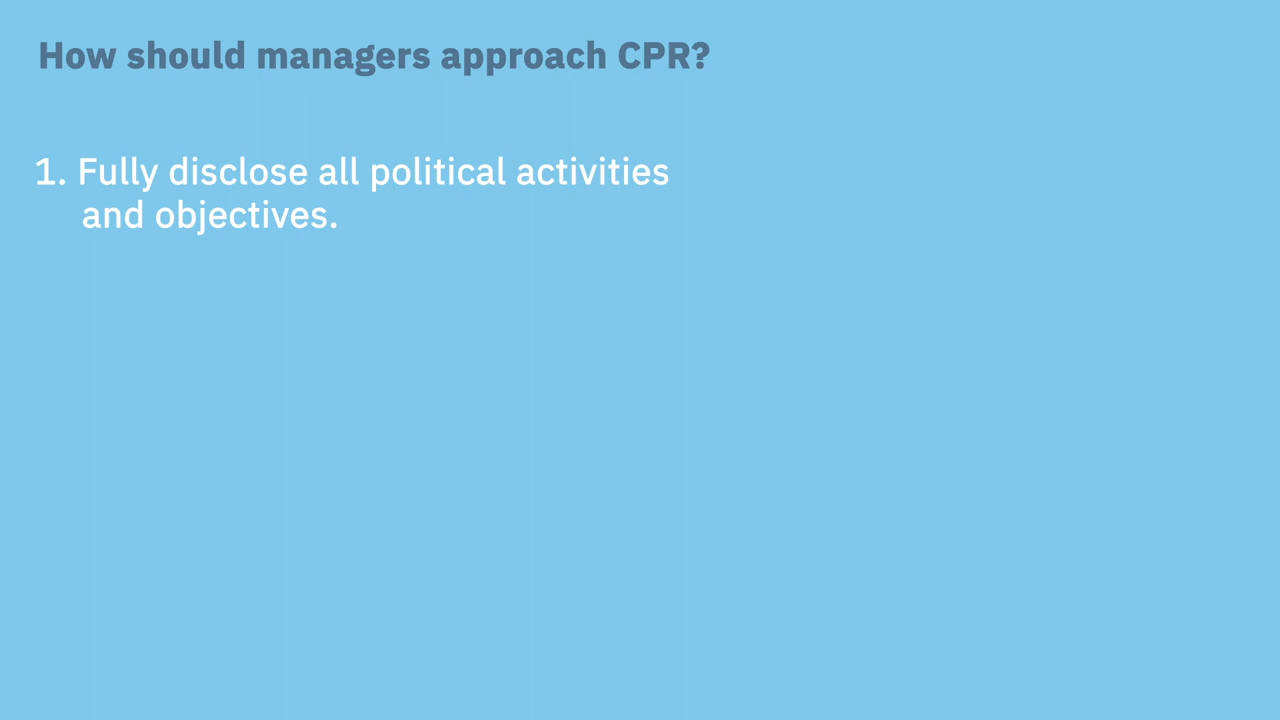 How should managers approach CPR?
1. Fully disclose all political activities
and objectives.